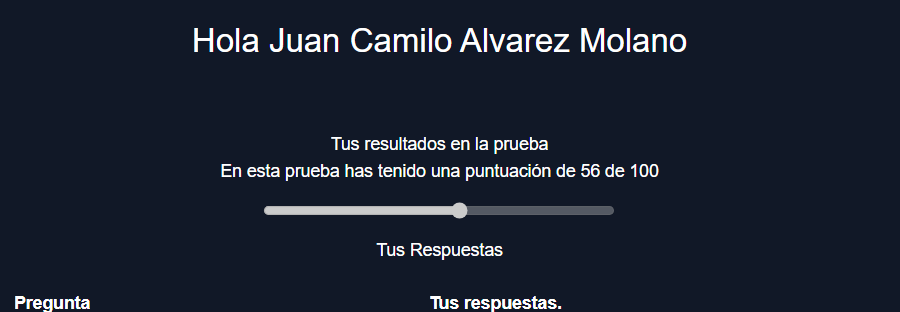 Hola Juan Camilo Alvarez Molano
Tus resultados en la prueba
En esta prueba has tenido una puntuación de 56 de 100
Tus Respuestas
Pregunta
Tus respuestas.